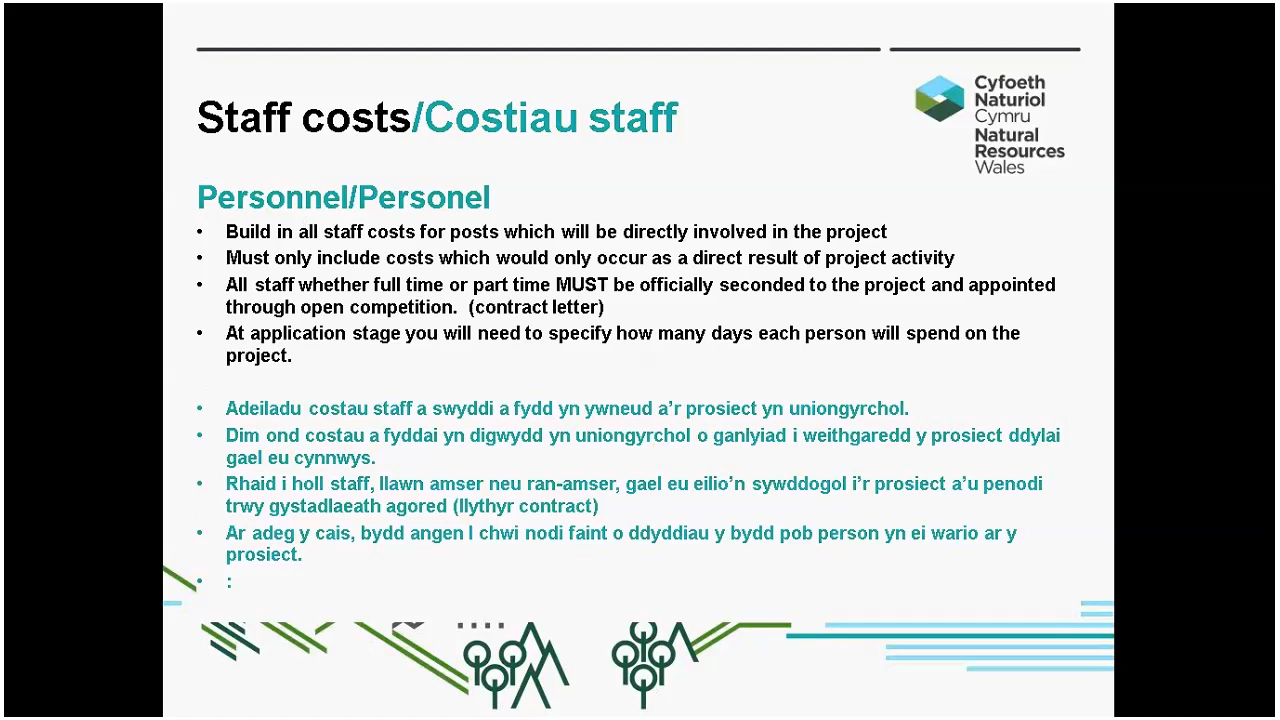 Staff costs/Costiau staff
Cyfoeth
Naturiol
Cymru
Natural
Resources
Wales
Personnel/Personel
• Build in all staff costs for posts which will be directly involved in the project
• Must only include costs which would only occur as a direct result of project activity
• All staff whether full time or part time MUST be officially seconded to the project and appointed
through open competition. (contract letter)
• At application stage you will need to specify how many days each person will spend on the
project.
• Adeiladu costau staff a swyddi a fydd yn ywneud a’r prosiect yn uniongyrchol.
• Dim ond costau a fyddai yn digwydd yn uniongyrchol o ganlyiad i weithgaredd y prosiect ddylai
gael eu cynnwys.
• Rhaid i holl staff, llawn amser neu ran-amser, gael eu eilio’n sywddogol i’r prosiect a’u penodi
trwy gystadlaeath agored (llythyr contract)
• Ar adeg y cais, bydd angen I chwi nodi faint o ddyddiau y bydd pob person yn ei wario ar y
prosiect.
• :